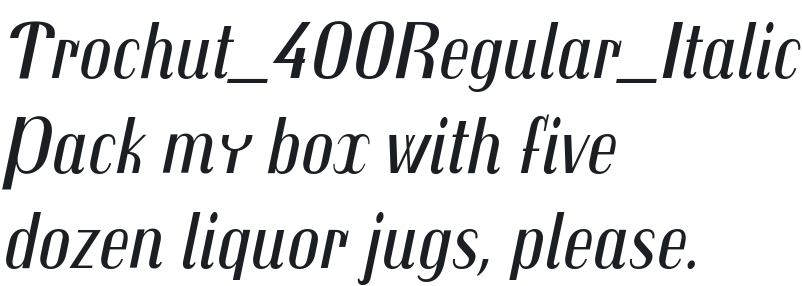 Trochut_400Regular_Italic
Pack my box with five
dozen liquor jugs, please.